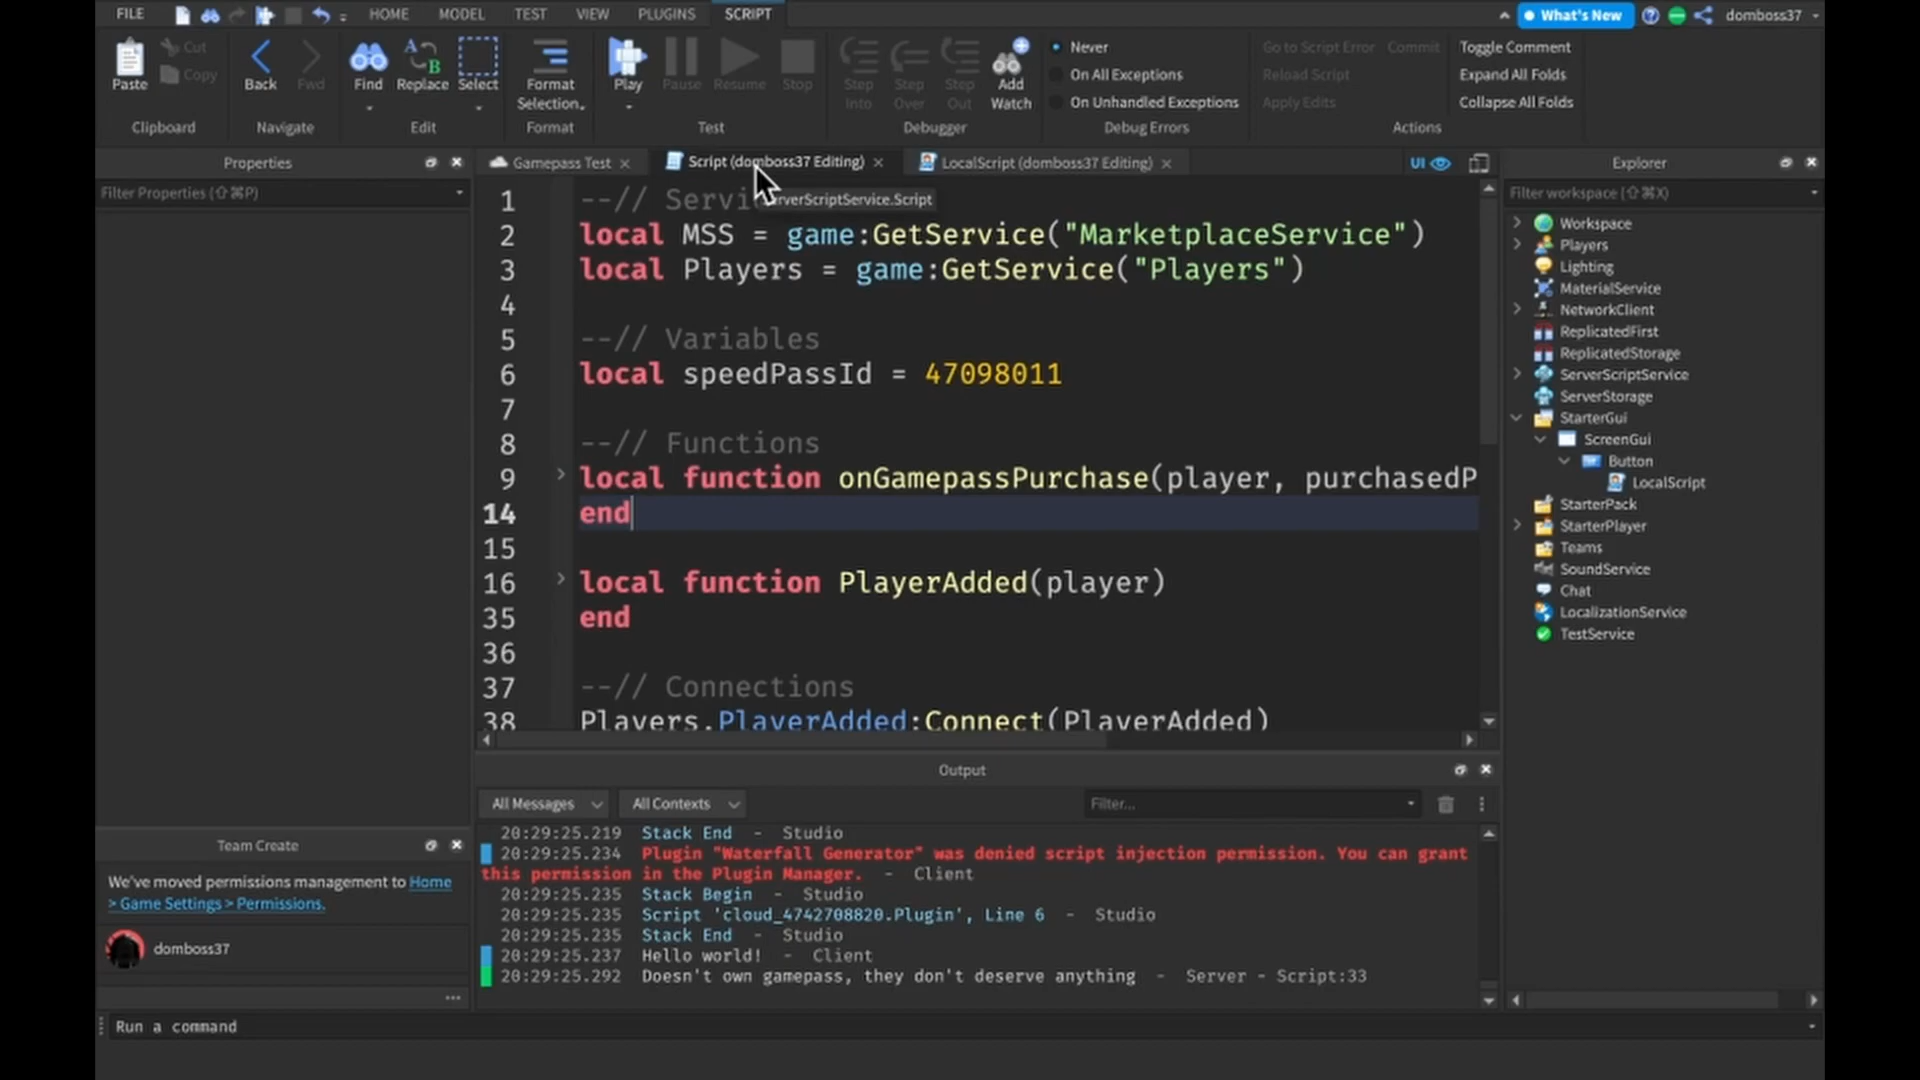 FILE HOME MODEL TEST VIEW PLUGINS SCRIPT What's New domboss37
Paste Cut Copy Back Fwd Find Replace Select Format Selection Play Pause Resume Stop Step Into Step Over Step Out Add Watch
Never
On All Exceptions
On Unhandled Exceptions
Go to Script Error Commit
Reload Script
Apply Edits
Toggle Comment
Expand All Folds
Collapse All Folds
Clipboard Navigate Edit Format Test Debugger Debug Errors Actions
Properties
Filter Properties (⇧⌘P)
Gamepass Test
Script (domboss37 Editing)
LocalScript (domboss37 Editing)
UI
1 --// Servi
erverScriptService.Script
2 local MSS = game:GetService("MarketplaceService")
3 local Players = game:GetService("Players")
4
5 --// Variables
6 local speedPassId = 47098011
7
8 --// Functions
9 local function onGamepassPurchase(player, purchasedP
14 end
15
16 local function PlayerAdded(player)
35 end
36
37 --// Connections
38 Players.PlayerAdded:Connect(PlayerAdded)
Output
All Messages All Contexts Filter...
20:29:25.219 Stack End - Studio
20:29:25.234 Plugin "Waterfall Generator" was denied script injection permission. You can grant
this permission in the Plugin Manager. - Client
20:29:25.235 Stack Begin - Studio
20:29:25.235 Script 'cloud_4742708820.Plugin', Line 6 - Studio
20:29:25.235 Stack End - Studio
20:29:25.237 Hello world! - Client
20:29:25.292 Doesn't own gamepass, they don't deserve anything - Server - Script:33
Explorer
Filter workspace (⇧⌘X)
Workspace
Players
Lighting
MaterialService
NetworkClient
ReplicatedFirst
ReplicatedStorage
ServerScriptService
ServerStorage
StarterGui
ScreenGui
Button
LocalScript
StarterPack
StarterPlayer
Teams
SoundService
Chat
LocalizationService
TestService
Team Create
We've moved permissions management to Home
> Game Settings > Permissions.
domboss37
Run a command